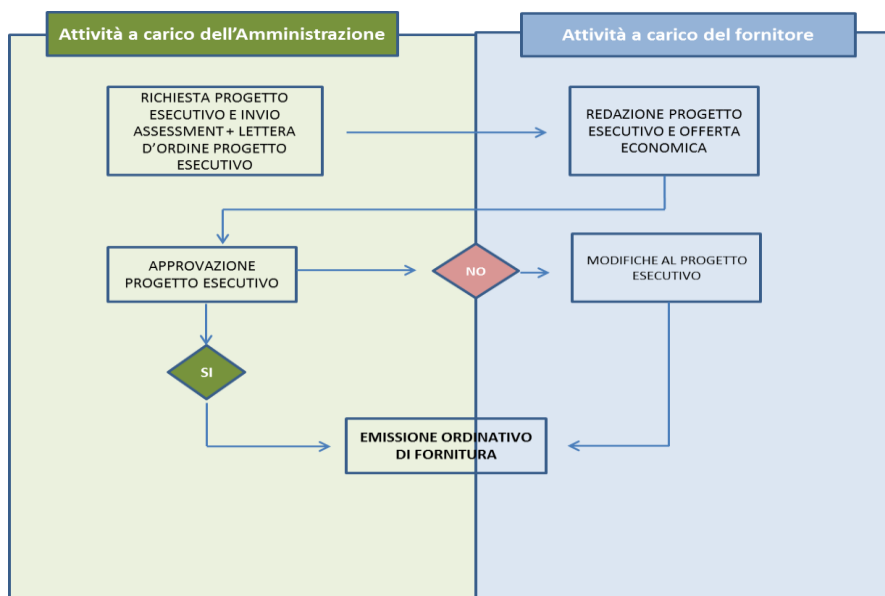 Attività a carico dell'Amministrazione
Attività a carico del fornitore
RICHIESTA PROGETTO
ESECUTIVO E INVIO
ASSESSMENT + LETTERA
D'ORDINE PROGETTO
ESECUTIVO
REDAZIONE PROGETTO
ESECUTIVO E OFFERTA
ECONOMICA
APPROVAZIONE
PROGETTO ESECUTIVO
NO
MODIFICHE AL PROGETTO
ESECUTIVO
SI
EMISSIONE ORDINATIVO
DI FORNITURA